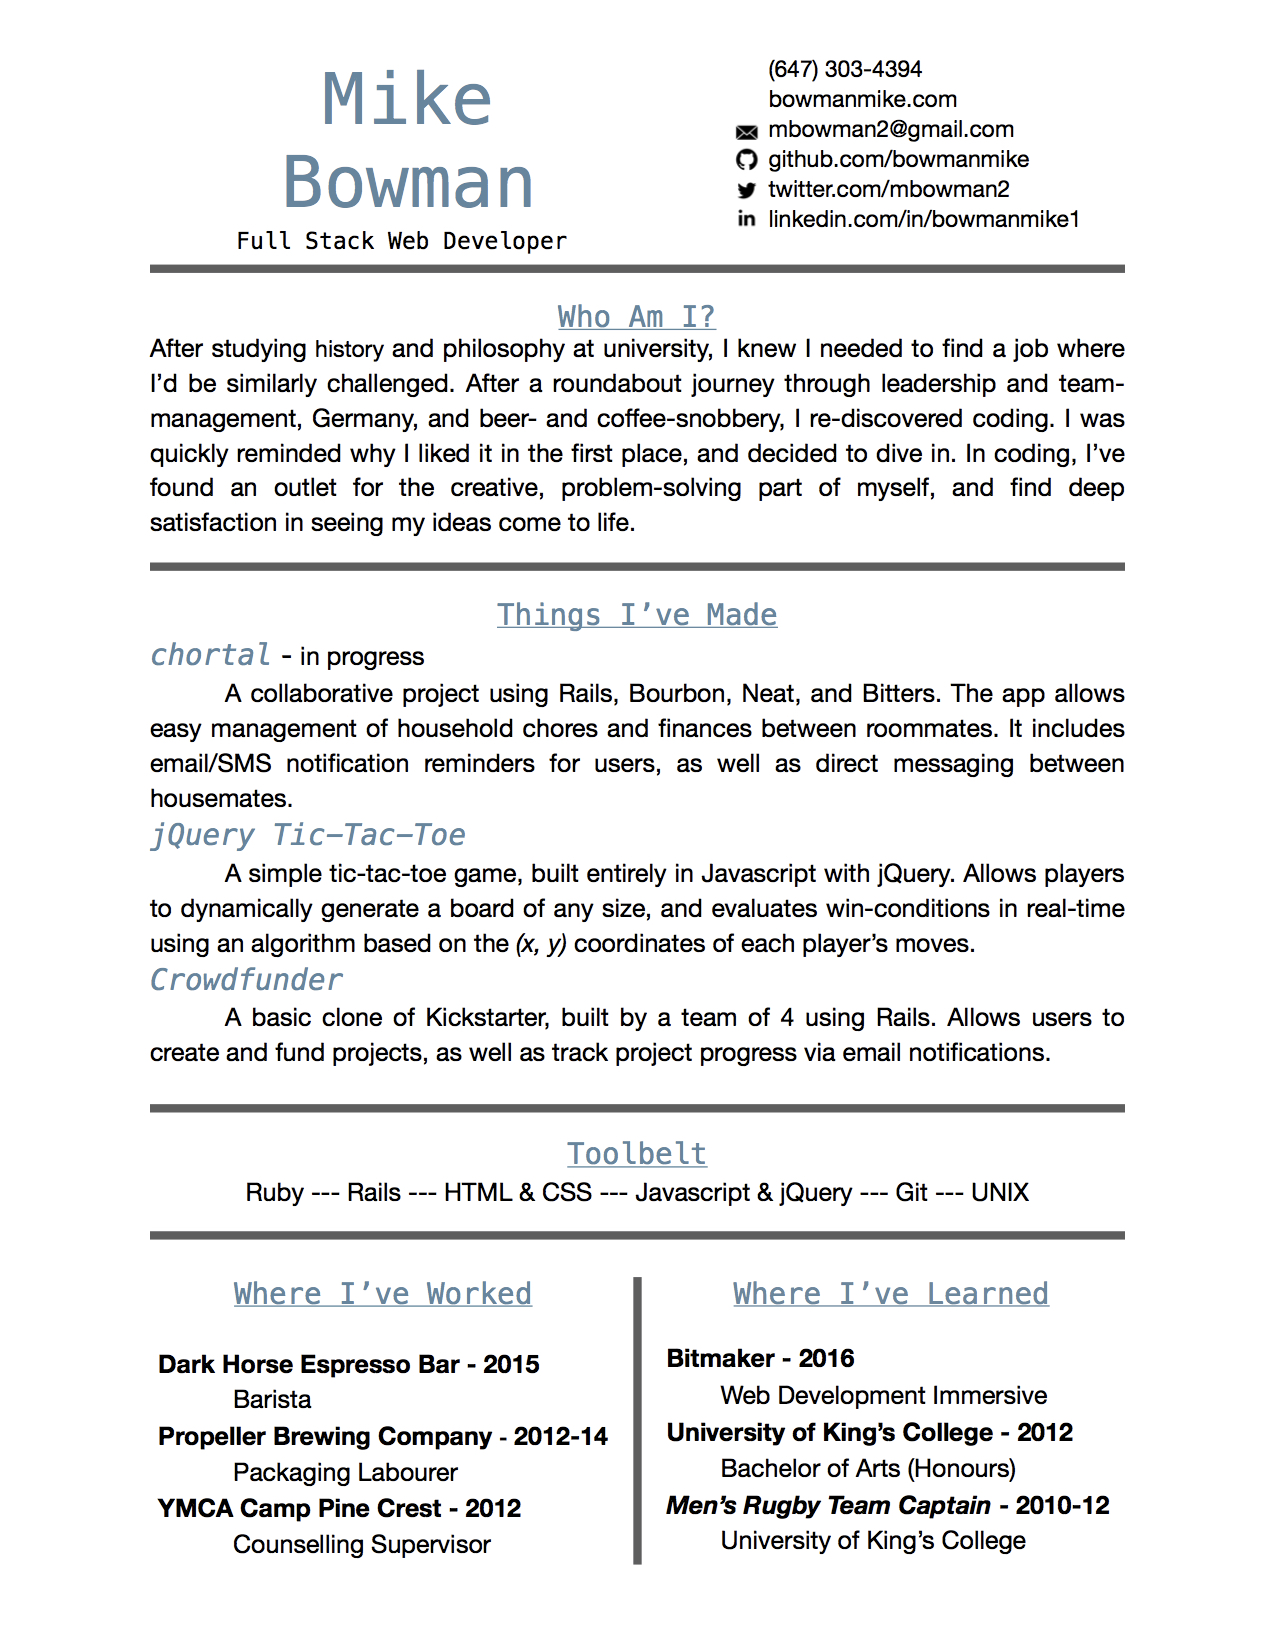 Mike
Bowman
Full Stack Web Developer
(647) 303-4394
bowmanmike.com
mbowman2@gmail.com
github.com/bowmanmike
twitter.com/mbowman2
in linkedin.com/in/bowmanmike1
Who Am I?
After studying history and philosophy at university, I knew I needed to find a job where
I’d be similarly challenged. After a roundabout journey through leadership and team-
management, Germany, and beer- and coffee-snobbery, I re-discovered coding. I was
quickly reminded why I liked it in the first place, and decided to dive in. In coding, I’ve
found an outlet for the creative, problem-solving part of myself, and find deep
satisfaction in seeing my ideas come to life.
Things I’ve Made
chortal - in progress
A collaborative project using Rails, Bourbon, Neat, and Bitters. The app allows
easy management of household chores and finances between roommates. It includes
email/SMS notification reminders for users, as well as direct messaging between
housemates.
jQuery Tic-Tac-Toe
A simple tic-tac-toe game, built entirely in Javascript with jQuery. Allows players
to dynamically generate a board of any size, and evaluates win-conditions in real-time
using an algorithm based on the (x, y) coordinates of each player’s moves.
Crowdfunder
A basic clone of Kickstarter, built by a team of 4 using Rails. Allows users to
create and fund projects, as well as track project progress via email notifications.
Toolbelt
Ruby --- Rails --- HTML & CSS --- Javascript & jQuery --- Git --- UNIX
Where I’ve Worked
Dark Horse Espresso Bar - 2015
Barista
Propeller Brewing Company - 2012-14
Packaging Labourer
YMCA Camp Pine Crest - 2012
Counselling Supervisor
Where I’ve Learned
Bitmaker - 2016
Web Development Immersive
University of King’s College - 2012
Bachelor of Arts (Honours)
Men’s Rugby Team Captain - 2010-12
University of King’s College